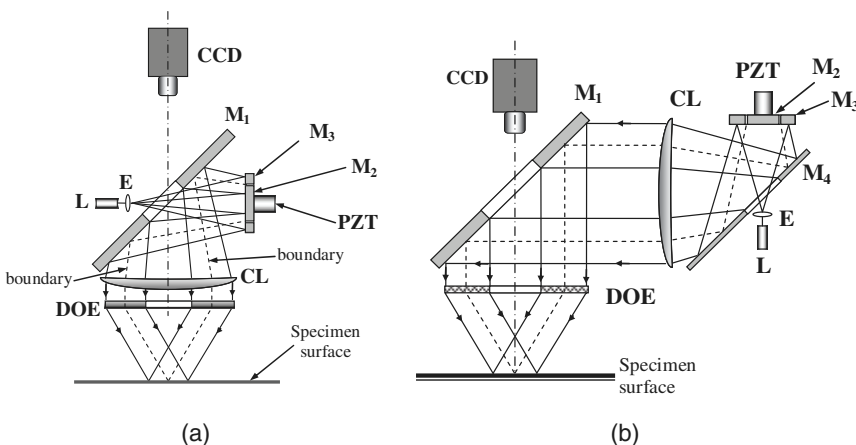 CCD
M1
M3
M2
E
L
PZT
boundary
boundary
CL
DOE
Specimen
surface
(a)
CCD
M1
CL
PZT
M2
M3
M4
E
L
DOE
Specimen
surface
(b)